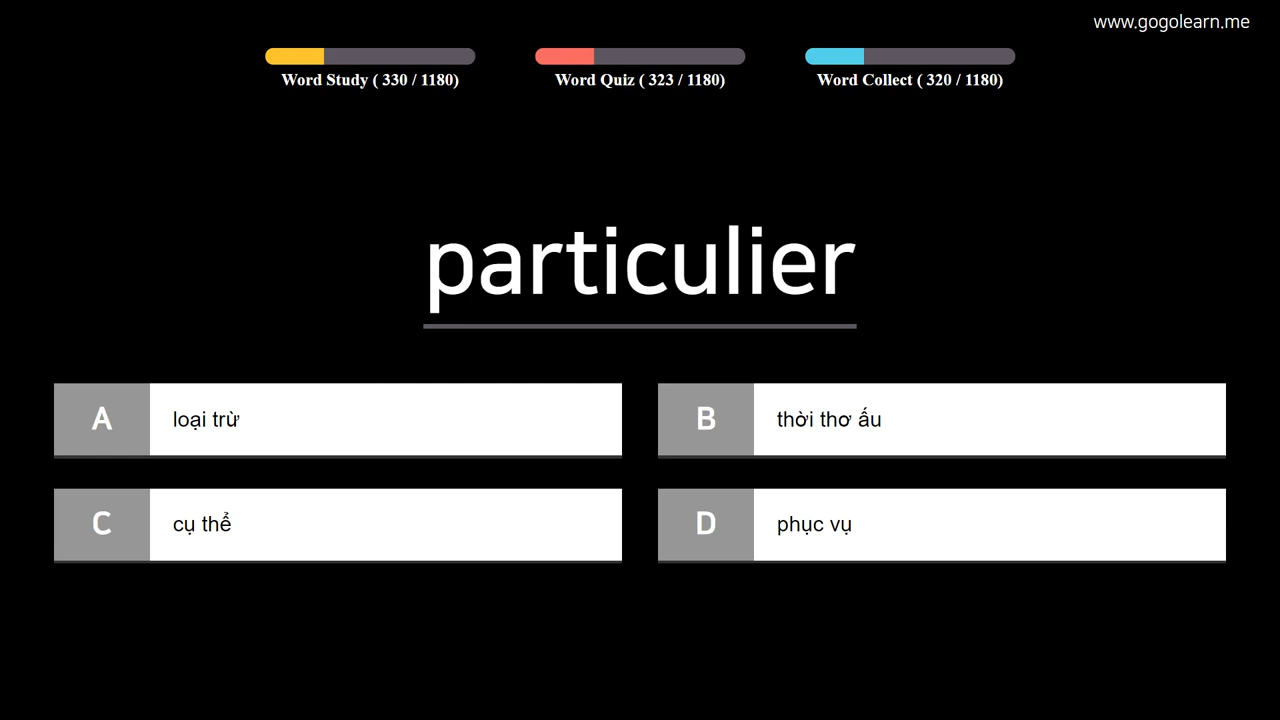 www.gogolearn.me
Word Study ( 330 / 1180)
Word Quiz ( 323 / 1180)
Word Collect ( 320 / 1180)
particulier
A loại trừ
B thời thơ ấu
C cụ thể
D phục vụ